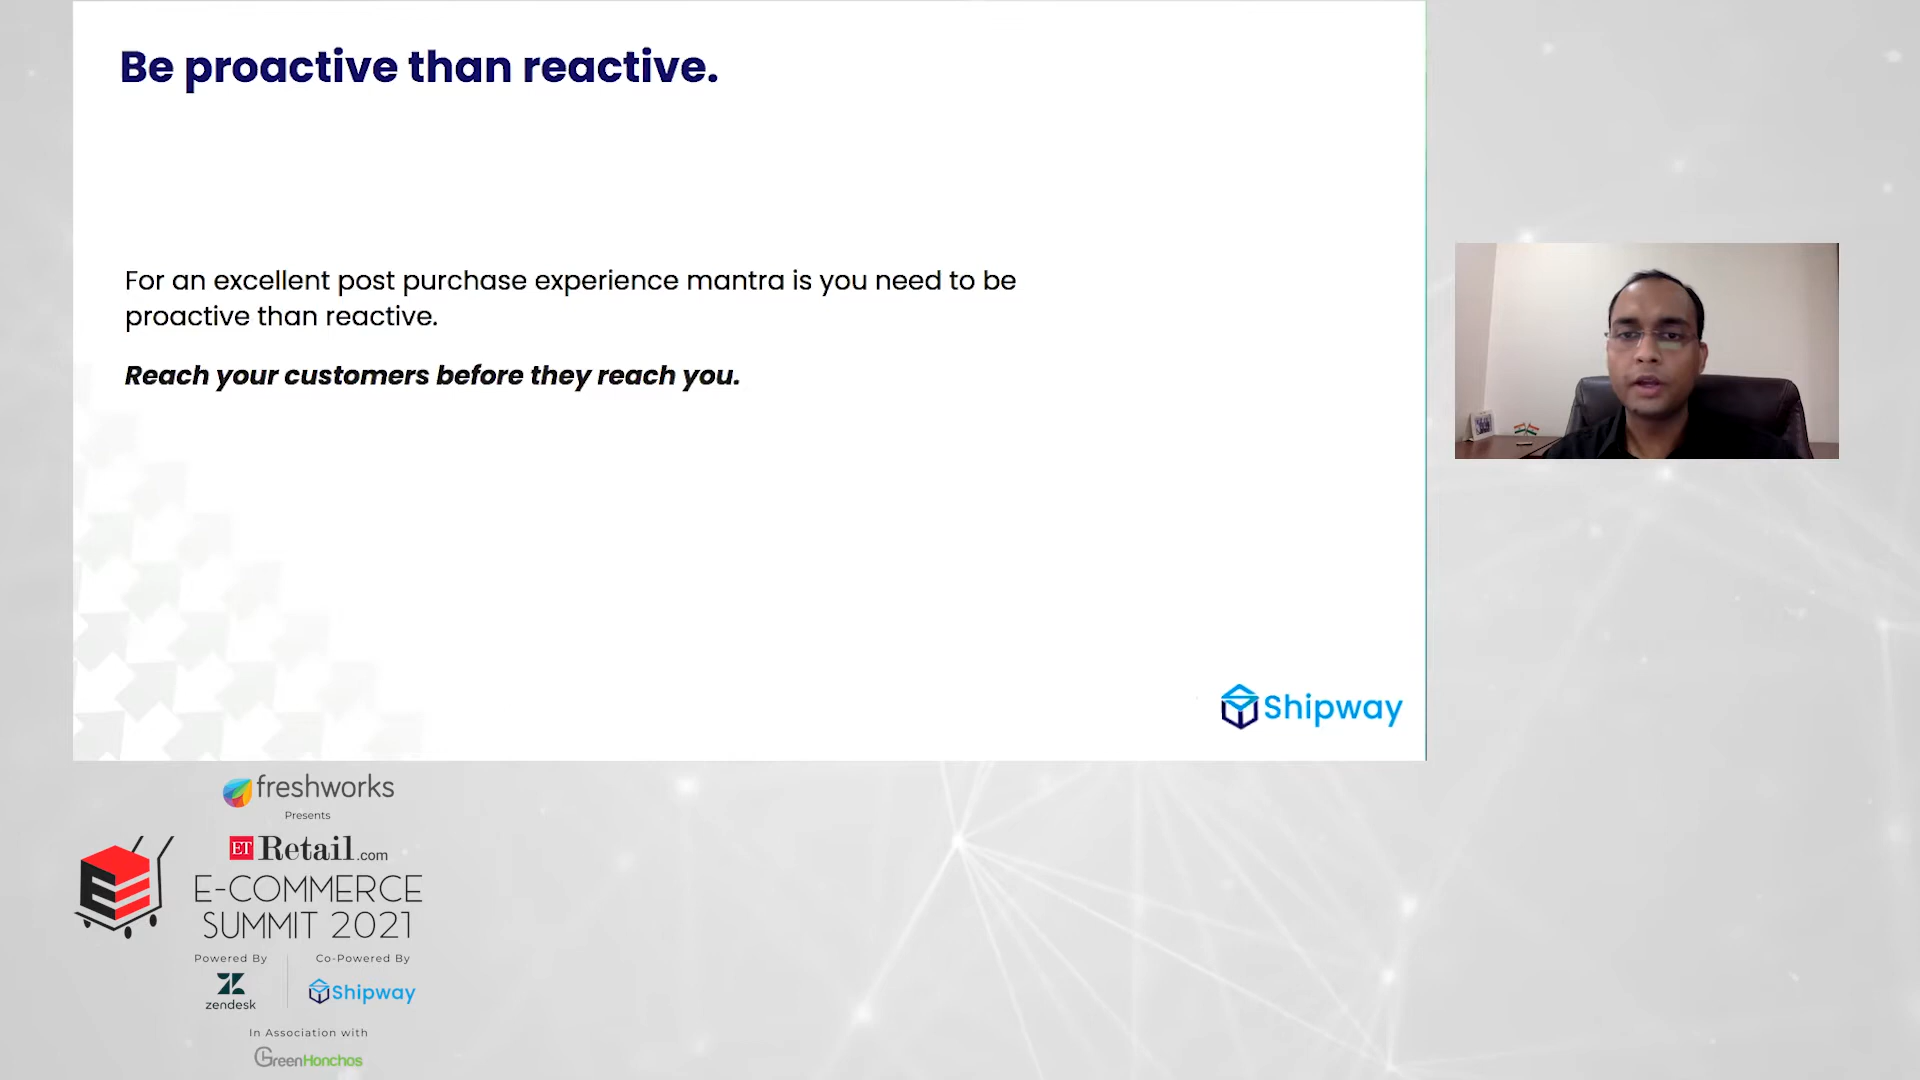 Be proactive than reactive.
For an excellent post purchase experience mantra is you need to be
proactive than reactive.
Reach your customers before they reach you.
Shipway
freshworks
Presents
ET Retail.com
E-COMMERCE
SUMMIT 2021
Powered By
Co-Powered By
zendesk
Shipway
In Association with
GreenHonchos